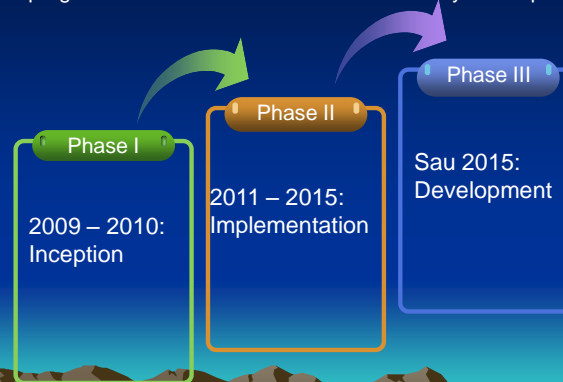 Phase I
2009 – 2010:
Inception
Phase II
2011 – 2015:
Implementation
Phase III
Sau 2015:
Development